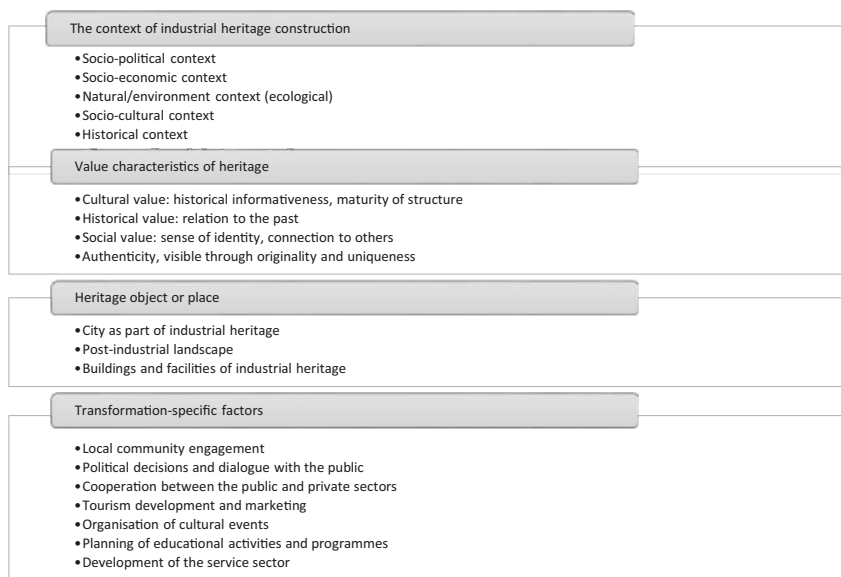 The context of industrial heritage construction
•Socio-political context
•Socio-economic context
•Natural/environment context (ecological)
•Socio-cultural context
•Historical context
Value characteristics of heritage
•Cultural value: historical informativeness, maturity of structure
•Historical value: relation to the past
•Social value: sense of identity, connection to others
•Authenticity, visible through originality and uniqueness
Heritage object or place
•City as part of industrial heritage
•Post-industrial landscape
•Buildings and facilities of industrial heritage
Transformation-specific factors
•Local community engagement
•Political decisions and dialogue with the public
•Cooperation between the public and private sectors
•Tourism development and marketing
•Organisation of cultural events
•Planning of educational activities and programmes
•Development of the service sector